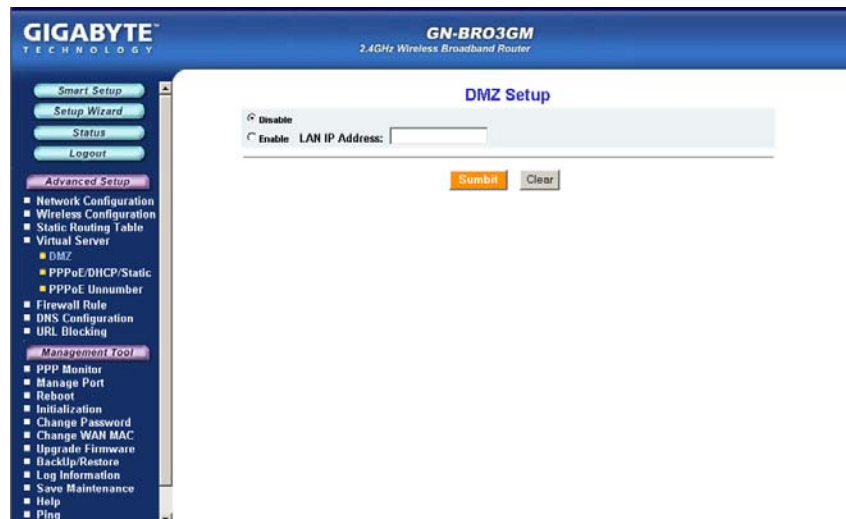 GIGABYTE™
TECHNOLOGY
GN-BRO3GM
2.4GHz Wireless Broadband Router
Smart Setup
Setup Wizard
Status
Logout
Advanced Setup
Network Configuration
Wireless Configuration
Static Routing Table
Virtual Server
DMZ
PPPoE/DHCP/Static
PPPoE Unnumber
Firewall Rule
DNS Configuration
URL Blocking
Management Tool
PPP Monitor
Manage Port
Reboot
Initialization
Change Password
Change WAN MAC
Upgrade Firmware
BackUp/Restore
Log Information
Save Maintenance
Help
Ping
DMZ Setup
Disable
Enable LAN IP Address:
Sumbit Clear